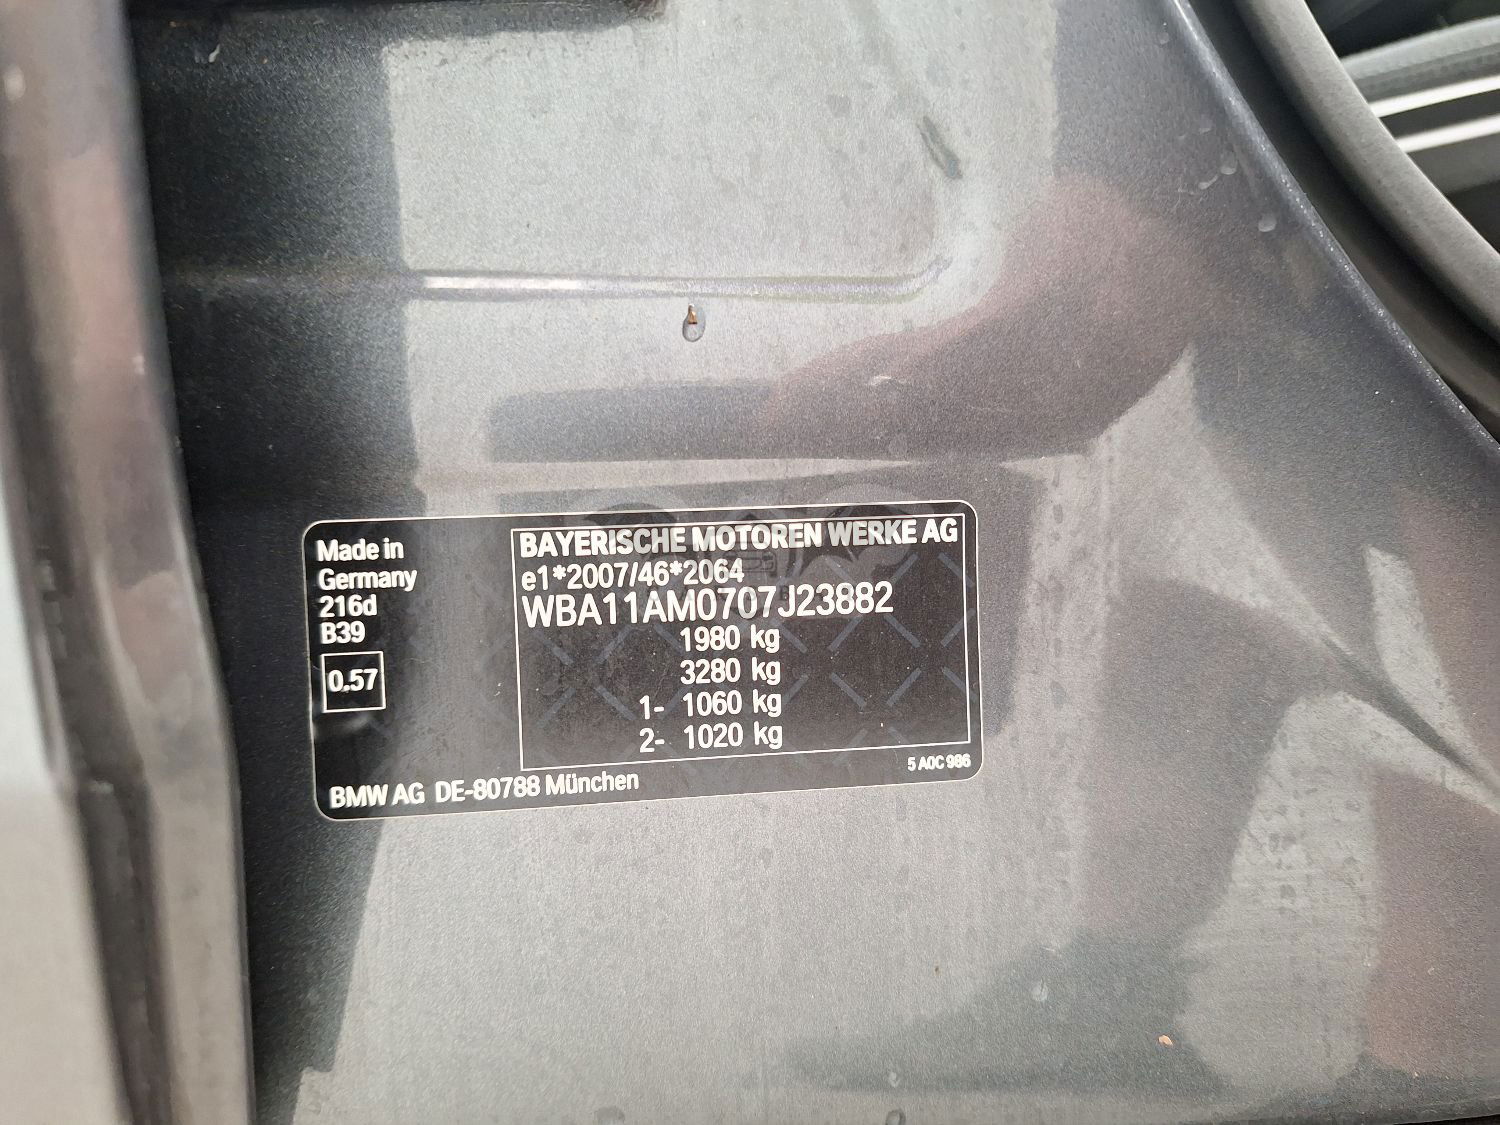 Made in
Germany
216d
B39
0.57
BAYERISCHE MOTOREN WERKE AG
e1*2007/46*2064
WBA11AM0707J23882
1980 kg
3280 kg
1- 1060 kg
2- 1020 kg
BMW AG DE-80788 München
5 A0C 986